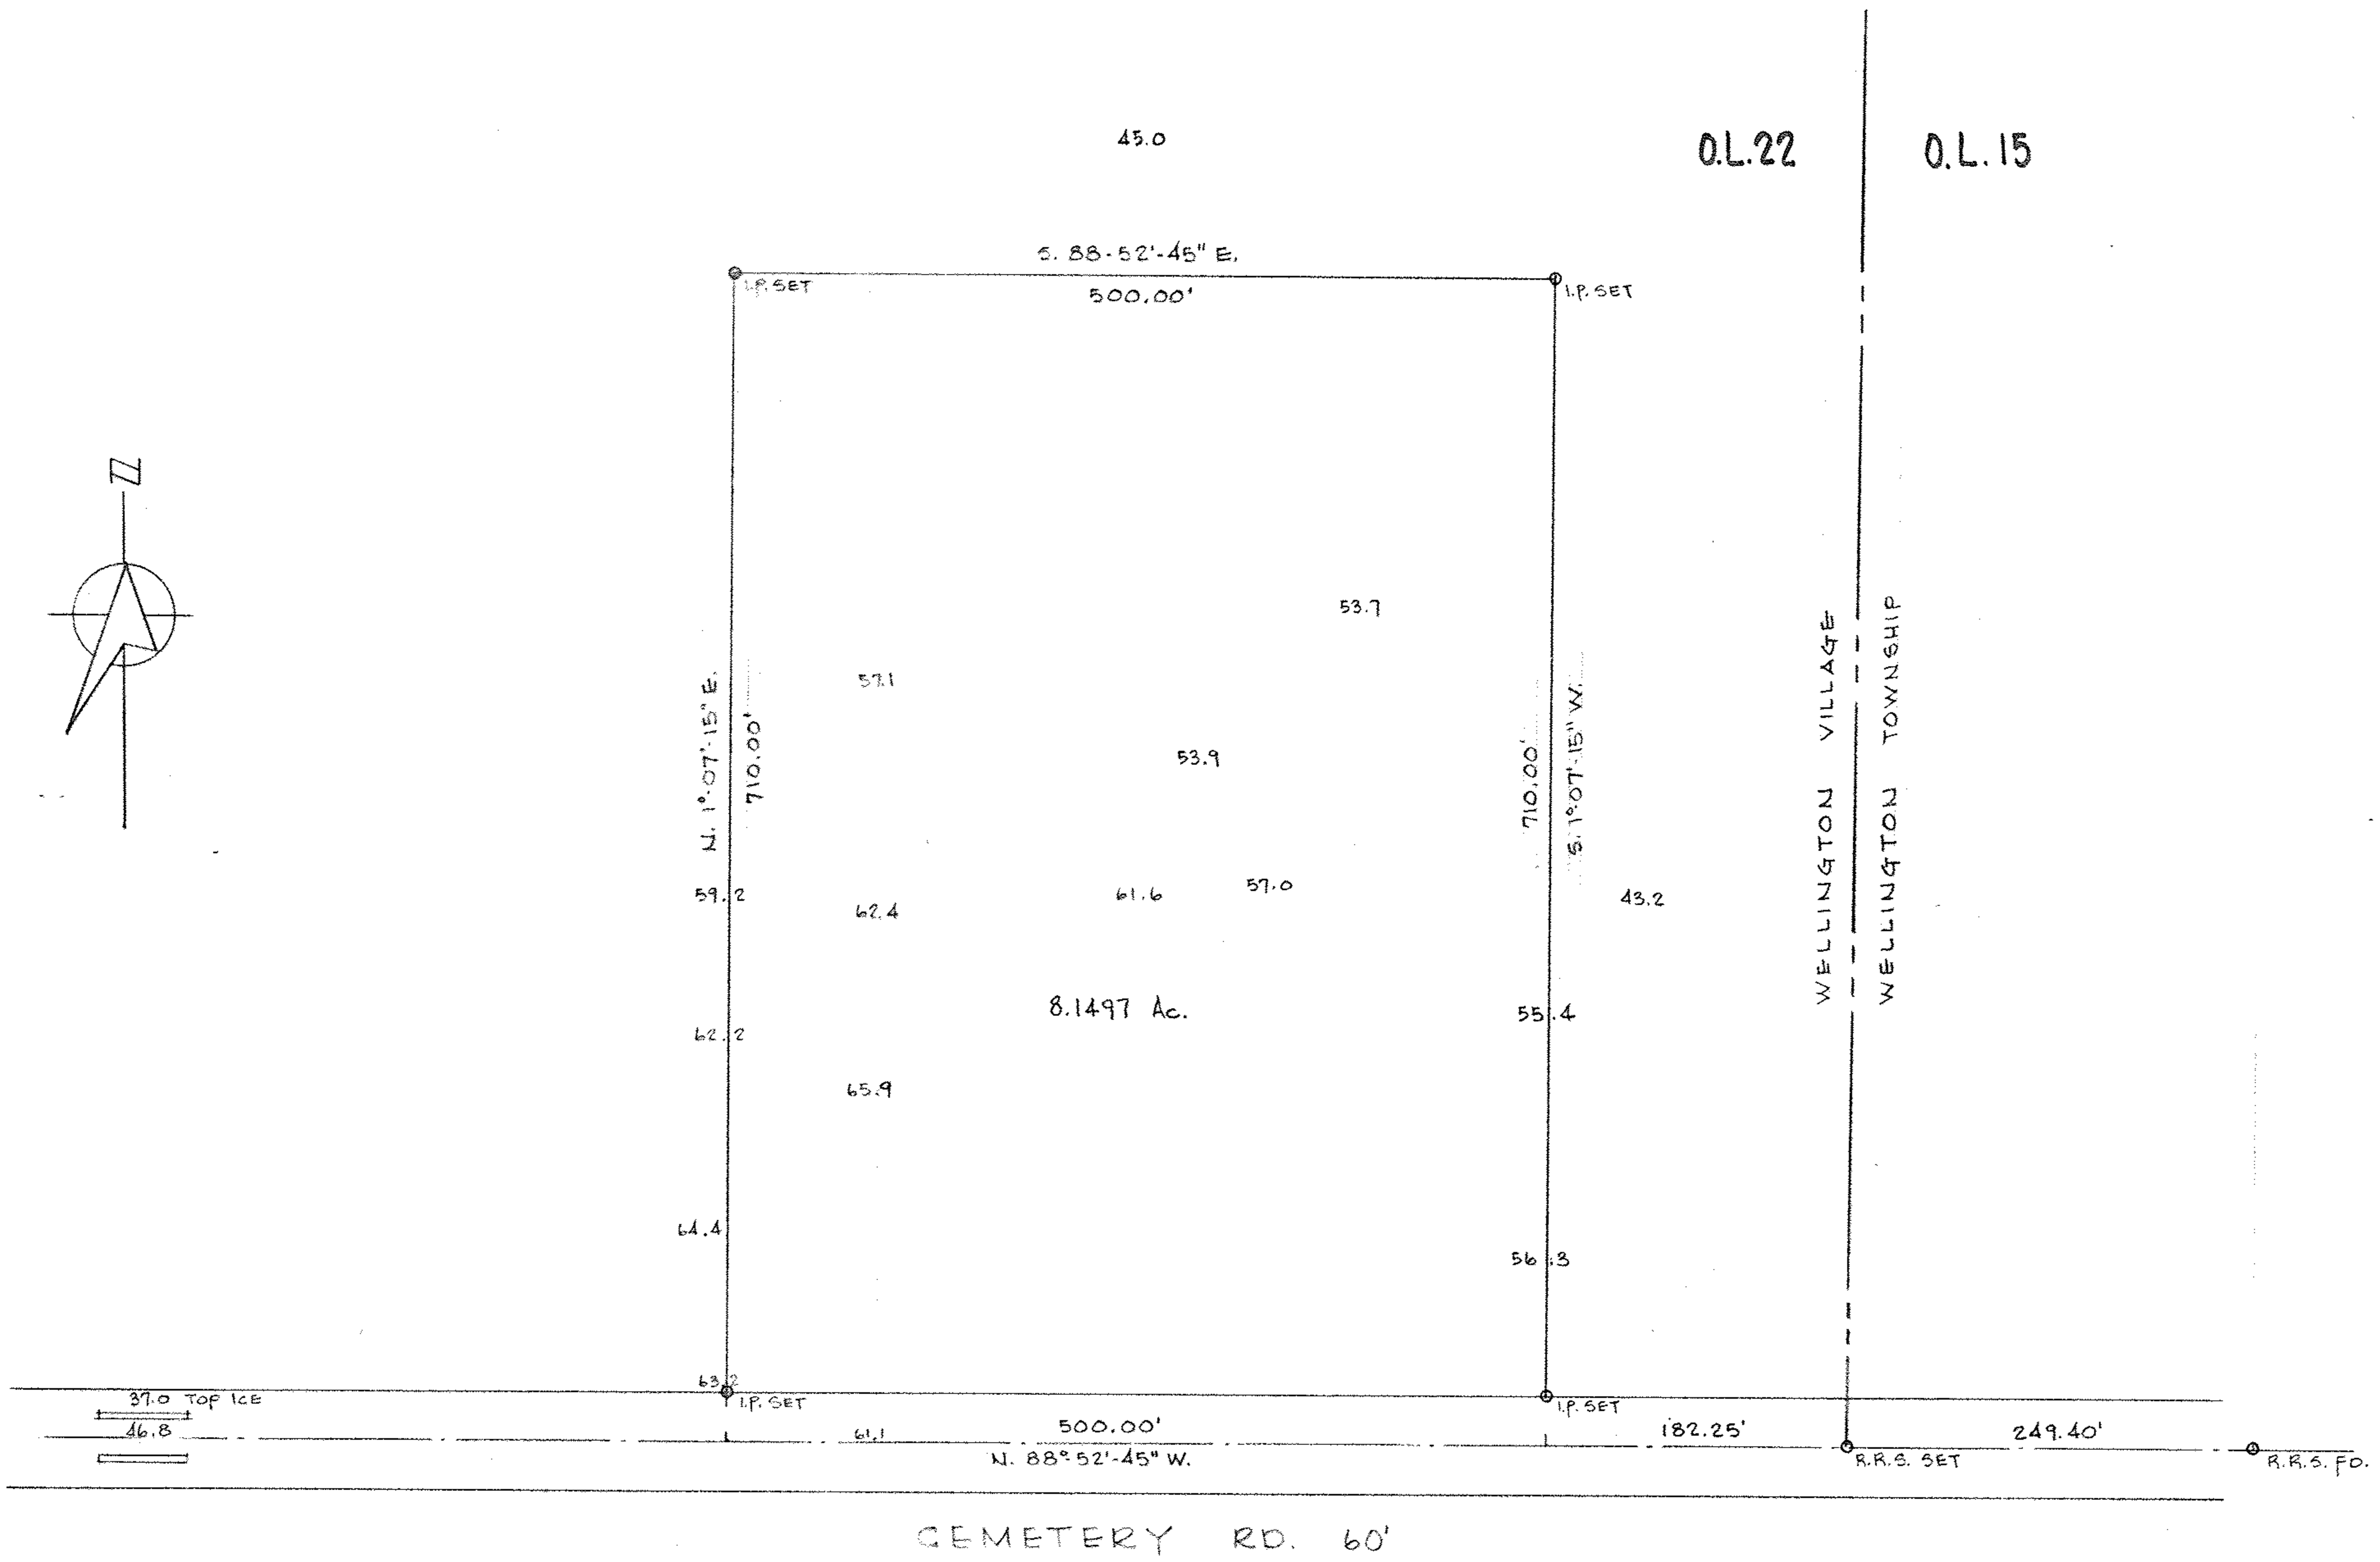 45.0
O.L.22
O.L.15
S. 88-52'-45" E.
I.P. SET
500.00'
I.P. SET
N
53.7
57.1
N. 1°-07'-15" E.
710.00'
53.9
710.00'
S. 1°-07'-15" W.
WELLINGTON VILLAGE
WELLINGTON TOWNSHIP
59.2
62.4
61.6
57.0
43.2
8.1497 Ac.
55.4
62.2
65.9
64.4
56.3
63.2
37.0 TOP ICE
I.P. SET
I.P. SET
46.8
61.1
500.00'
182.25'
249.40'
N. 88°-52'-45" W.
R.R.S. SET
R.R.S. FD.
CEMETERY RD. 60'